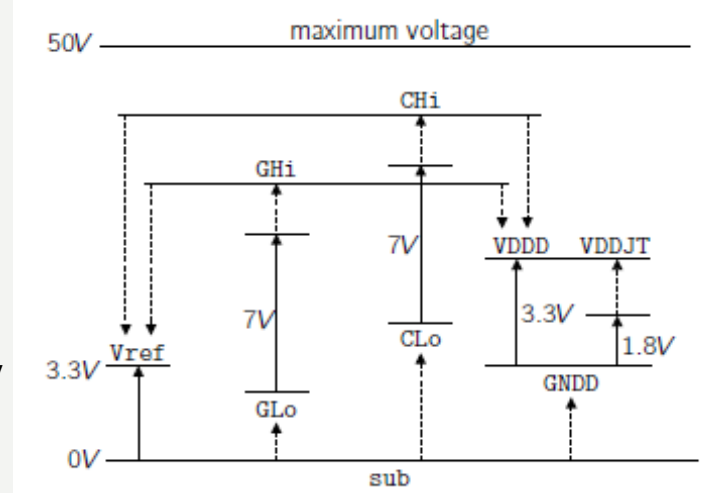 maximum voltage
50V
CHi
GHi
7V
VDDD VDDJT
7V
3.3V
CLo
1.8V
Vref
3.3V
GNDD
GLo
0V
sub